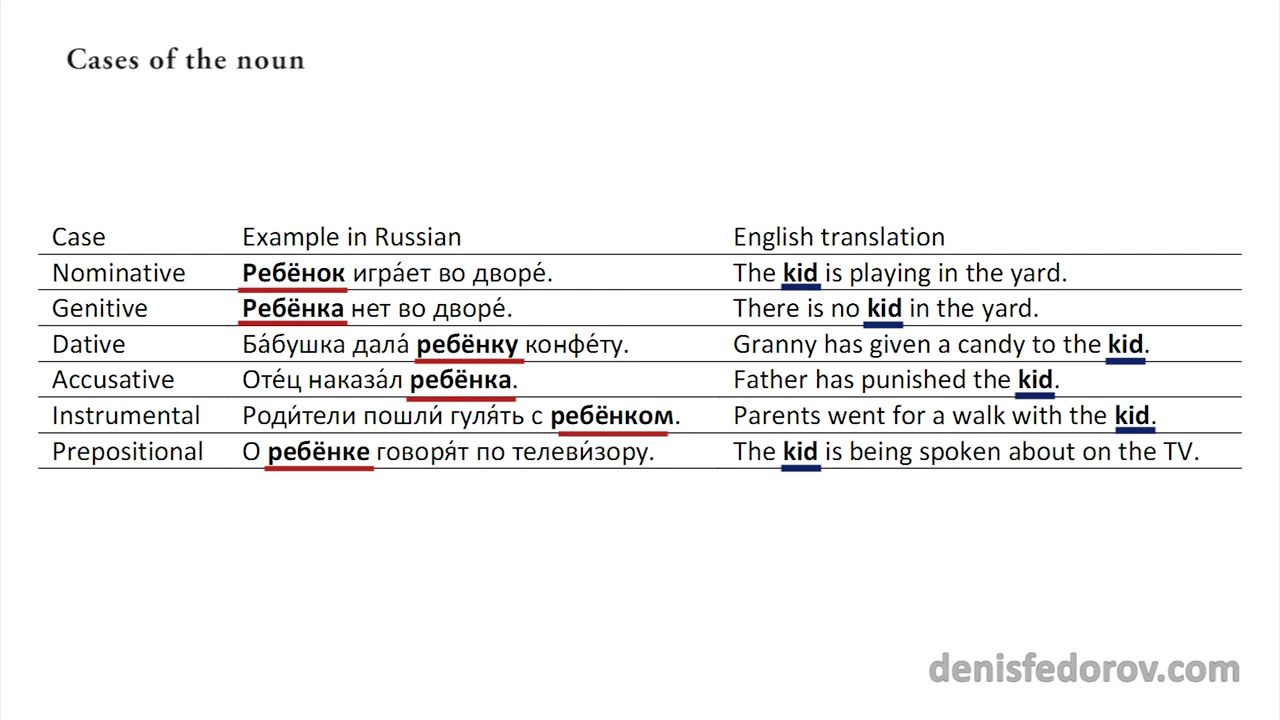 Cases of the noun
Case Example in Russian English translation
Nominative Ребёнок игра́ет во дворе́. The kid is playing in the yard.
Genitive Ребёнка нет во дворе́. There is no kid in the yard.
Dative Ба́бушка дала́ ребёнку конфе́ту. Granny has given a candy to the kid.
Accusative Оте́ц наказа́л ребёнка. Father has punished the kid.
Instrumental Роди́тели пошли́ гуля́ть с ребёнком. Parents went for a walk with the kid.
Prepositional О ребёнке говоря́т по телеви́зору. The kid is being spoken about on the TV.
denisfedorov.com